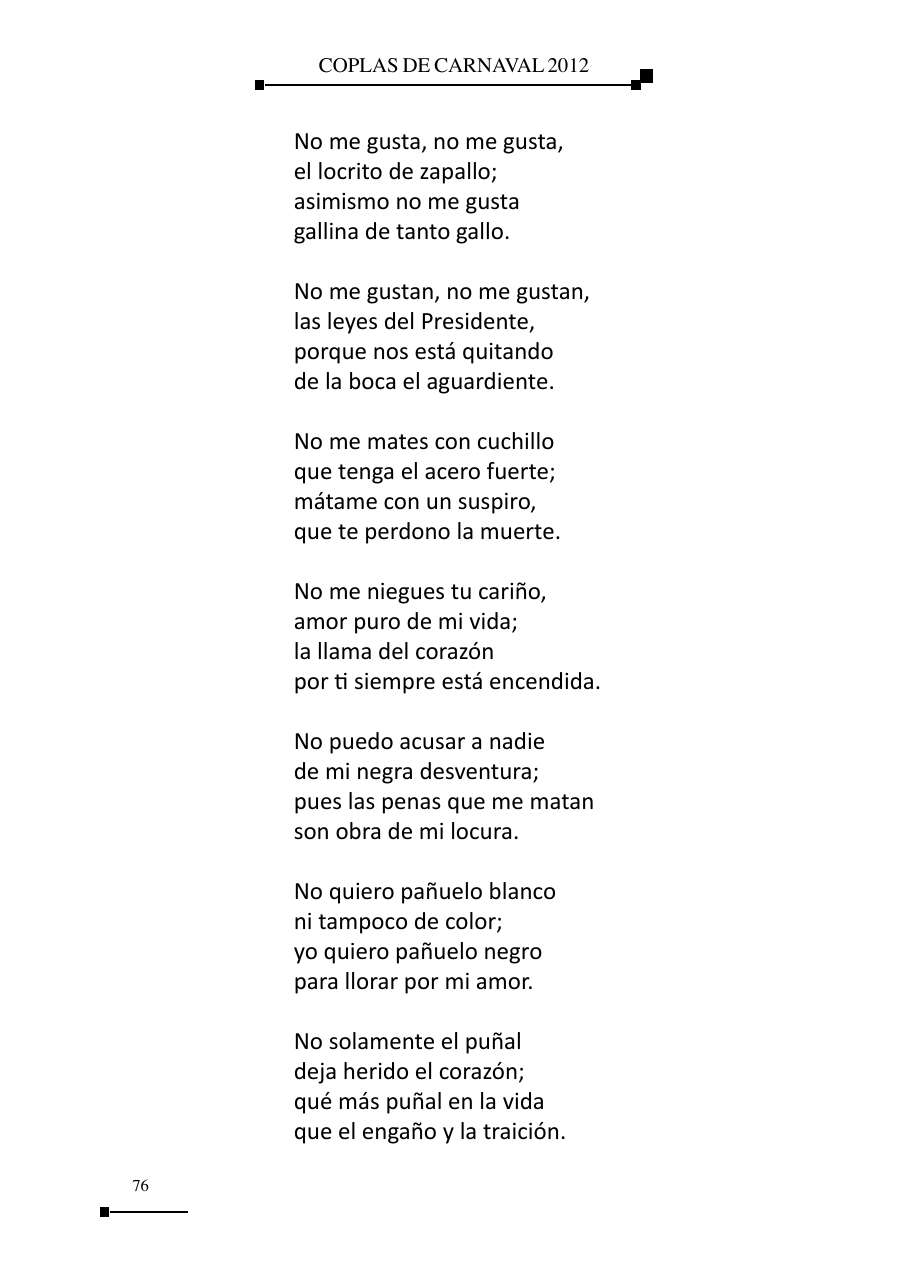 COPLAS DE CARNAVAL 2012
No me gusta, no me gusta,
el locrito de zapallo;
asimismo no me gusta
gallina de tanto gallo.
No me gustan, no me gustan,
las leyes del Presidente,
porque nos está quitando
de la boca el aguardiente.
No me mates con cuchillo
que tenga el acero fuerte;
mátame con un suspiro,
que te perdono la muerte.
No me niegues tu cariño,
amor puro de mi vida;
la llama del corazón
por ti siempre está encendida.
No puedo acusar a nadie
de mi negra desventura;
pues las penas que me matan
son obra de mi locura.
No quiero pañuelo blanco
ni tampoco de color;
yo quiero pañuelo negro
para llorar por mi amor.
No solamente el puñal
deja herido el corazón;
qué más puñal en la vida
que el engaño y la traición.
76